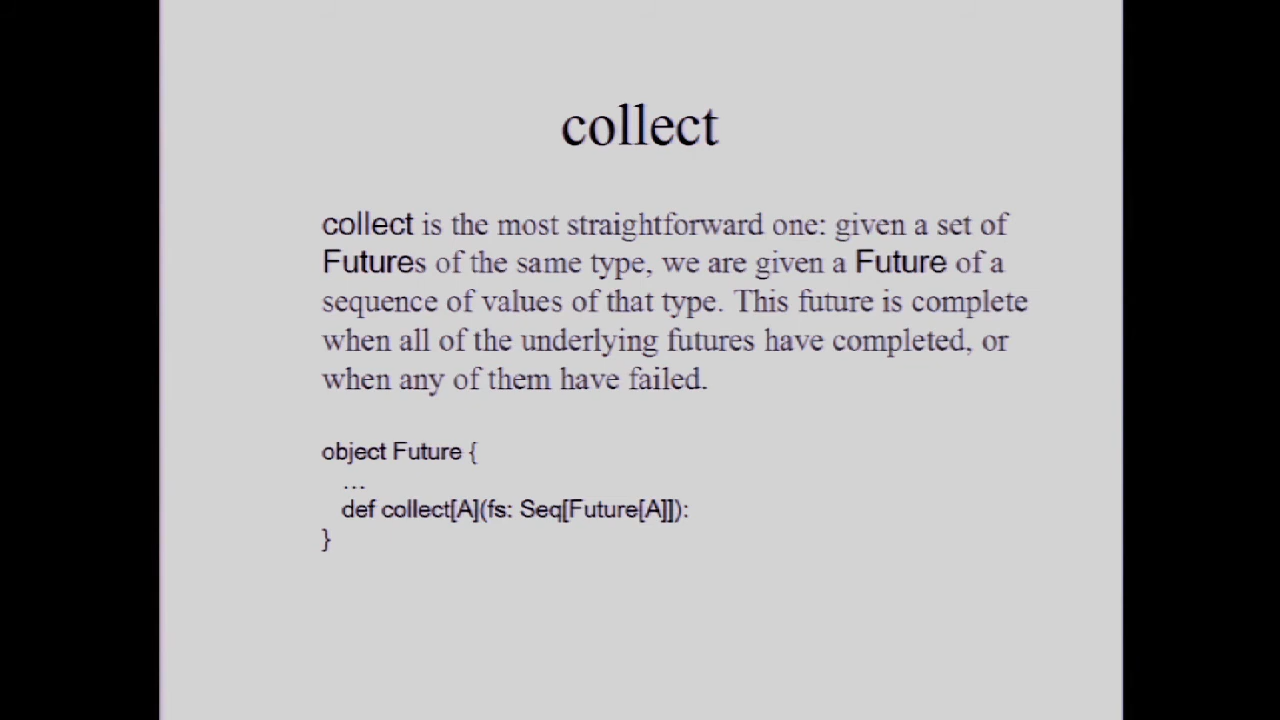 collect
collect is the most straightforward one: given a set of
Futures of the same type, we are given a Future of a
sequence of values of that type. This future is complete
when all of the underlying futures have completed, or
when any of them have failed.
object Future {
…
def collect[A](fs: Seq[Future[A]]):
}